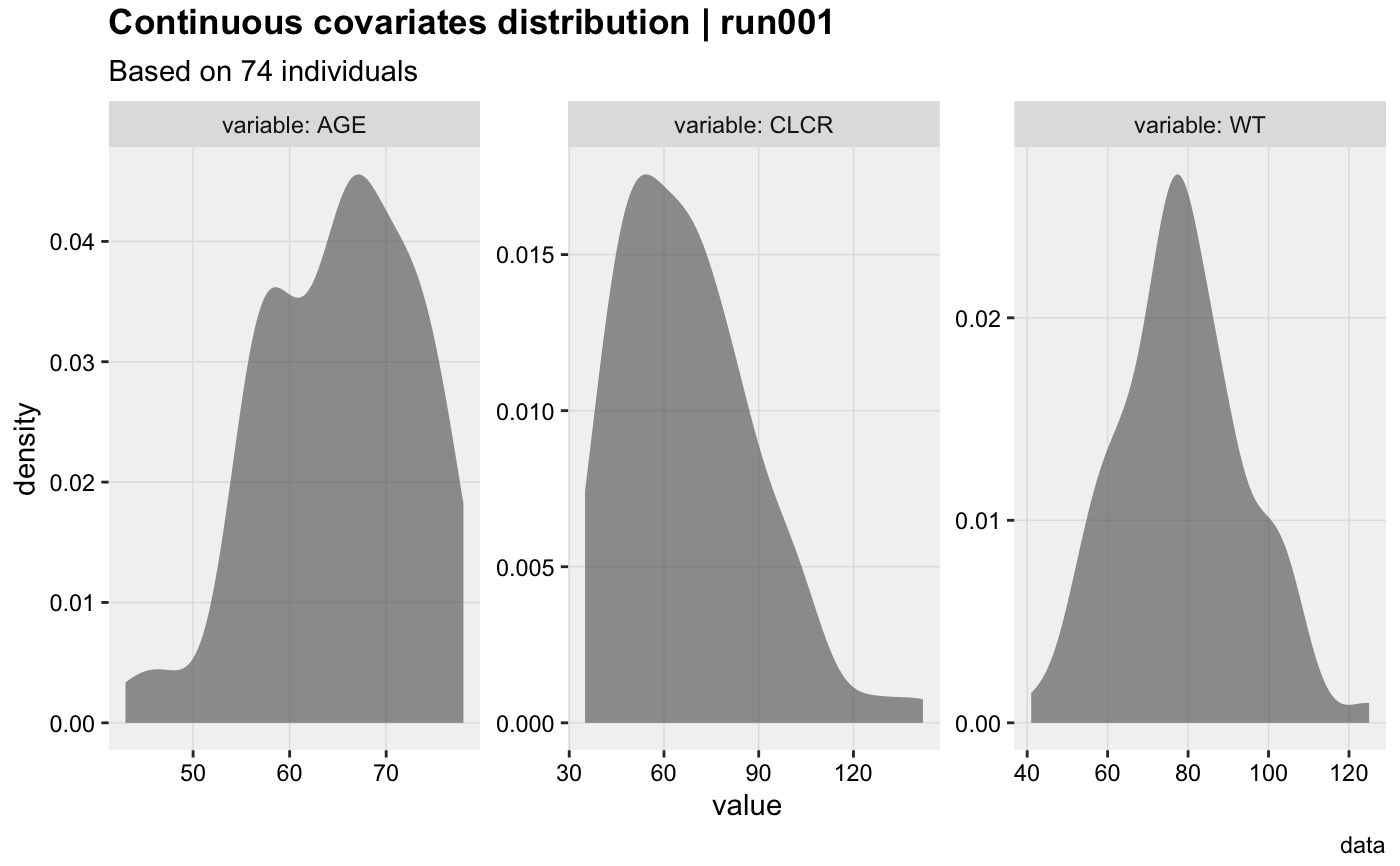 Continuous covariates distribution | run001
Based on 74 individuals
variable: AGE
variable: CLCR
variable: WT
density
0.04
0.03
0.02
0.01
0.00
50 60 70
0.015
0.010
0.005
0.000
30 60 90 120
0.02
0.01
0.00
40 60 80 100 120
value
data